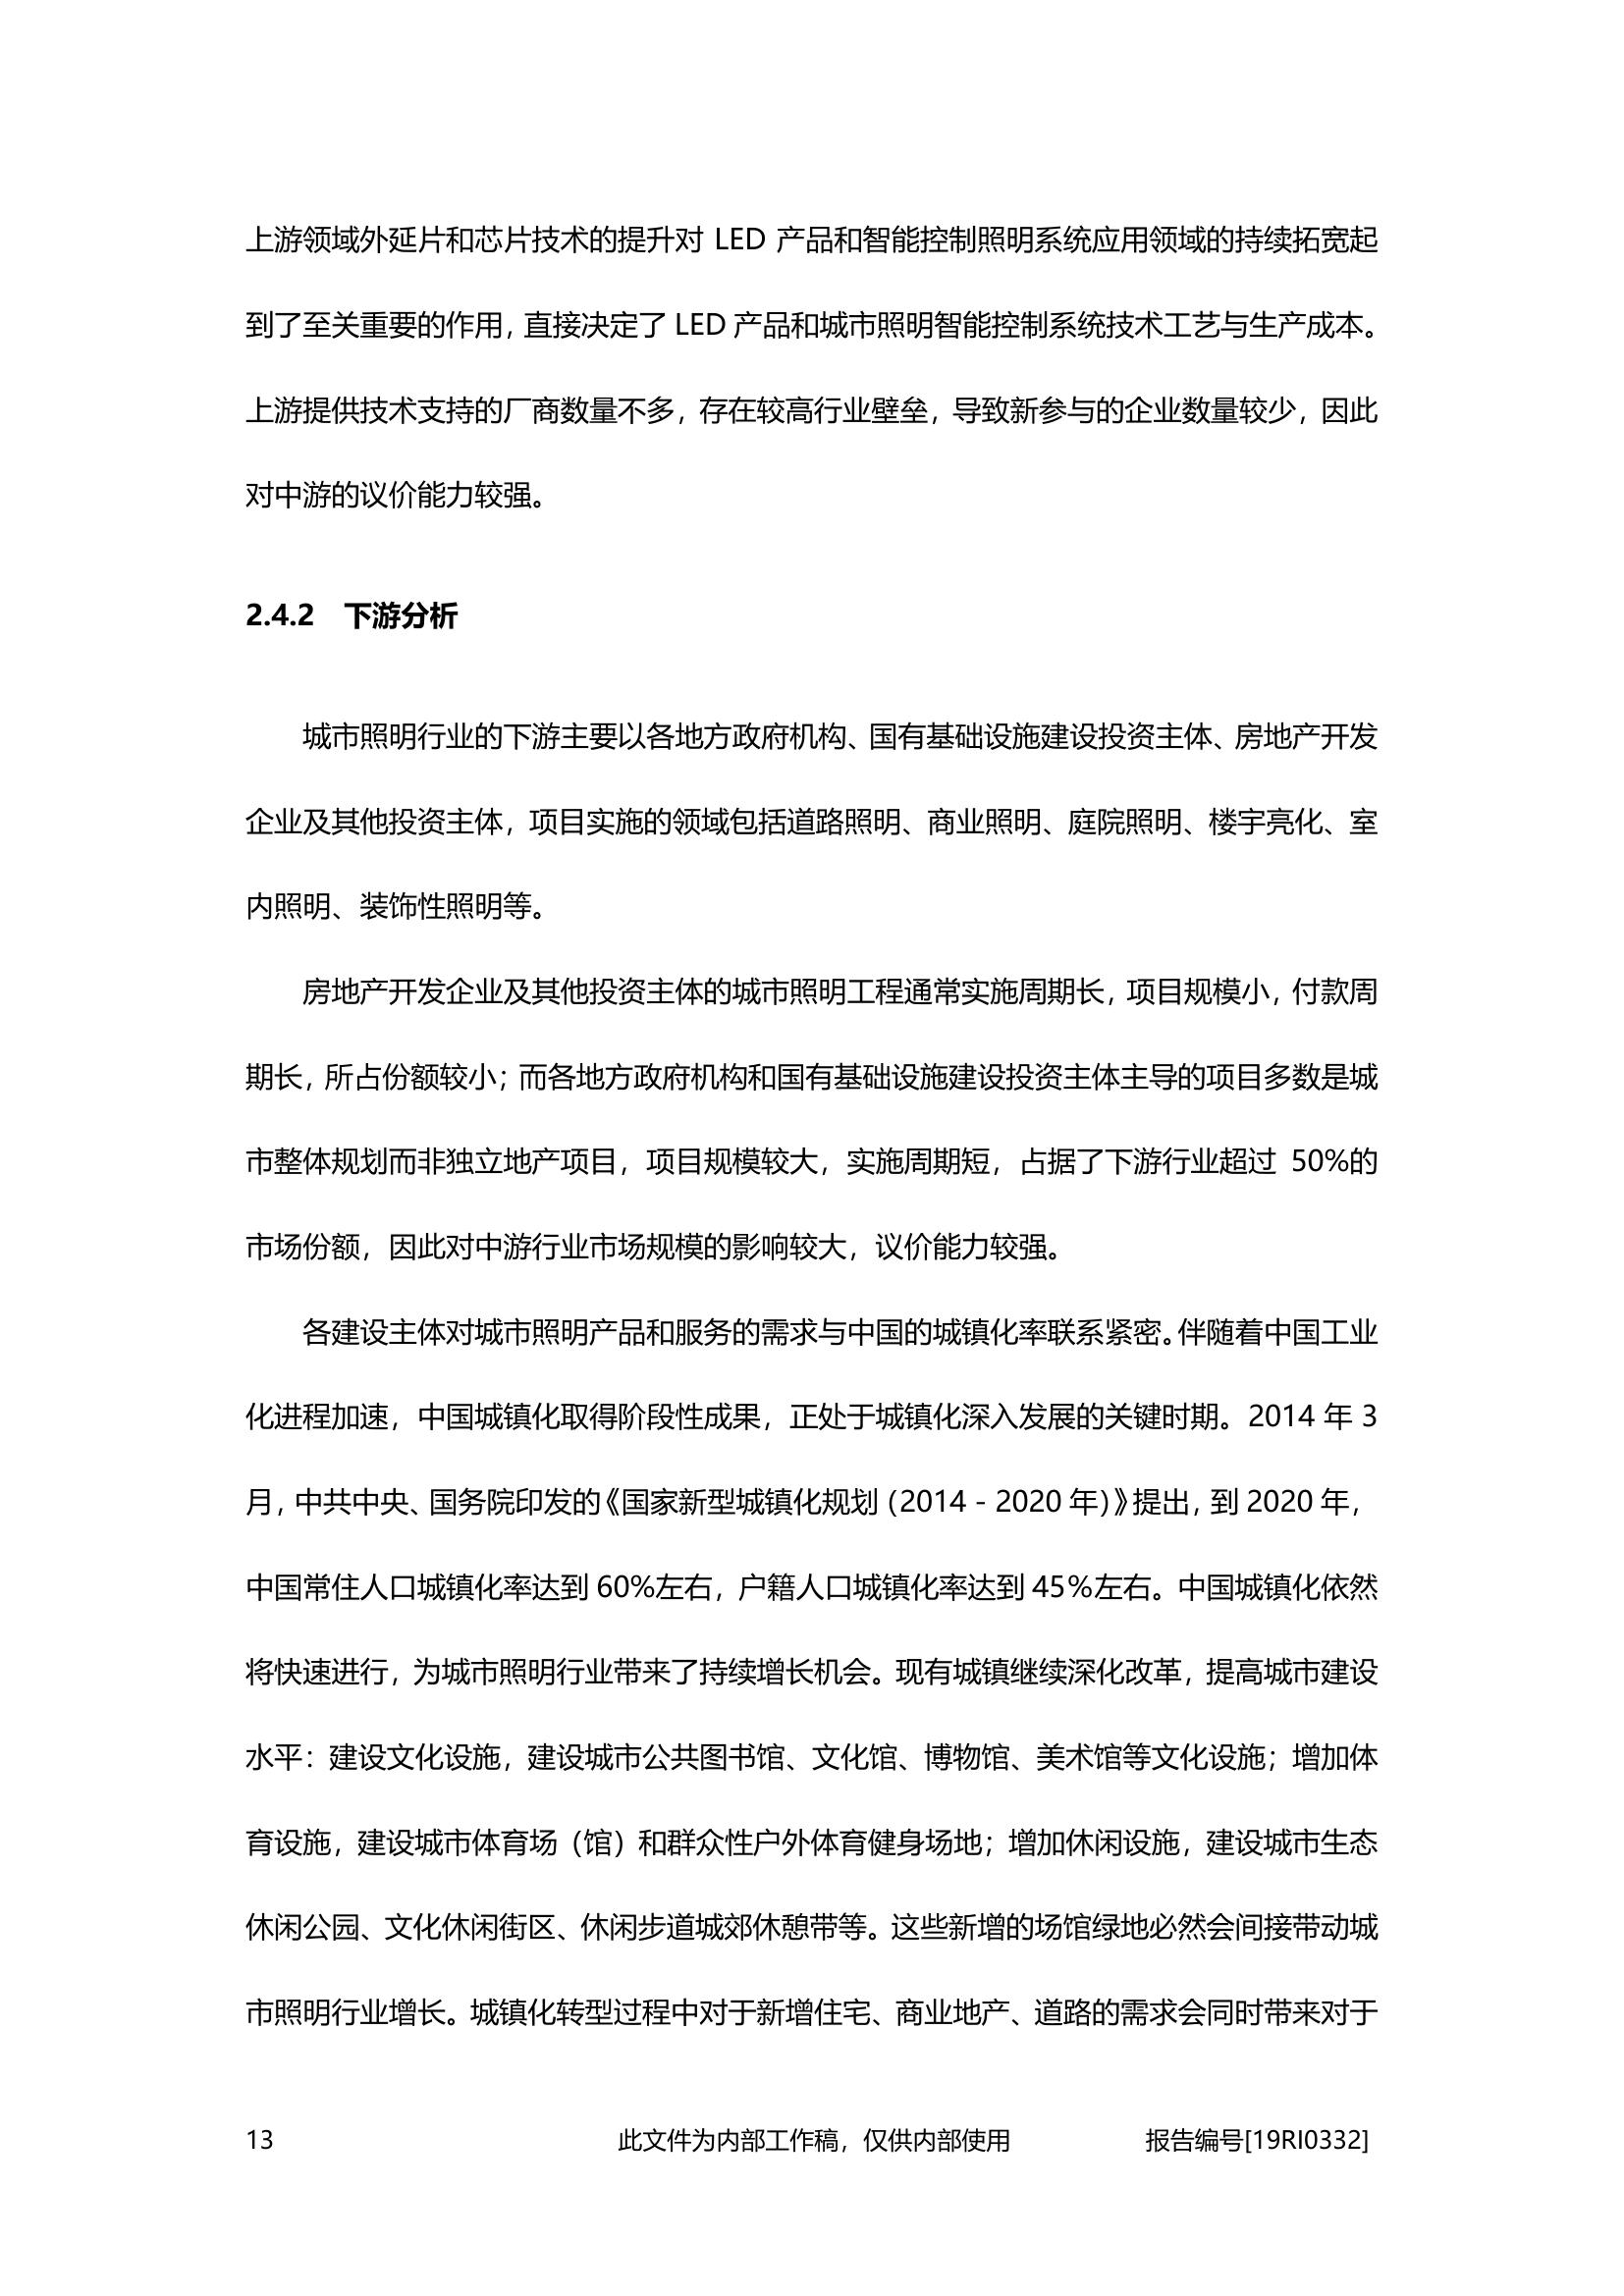 上游领域外延片和芯片技术的提升对 LED 产品和智能控制照明系统应用领域的持续拓宽起
到了至关重要的作用，直接决定了 LED 产品和城市照明智能控制系统技术工艺与生产成本。
上游提供技术支持的厂商数量不多，存在较高行业壁垒，导致新参与的企业数量较少，因此
对中游的议价能力较强。
2.4.2 下游分析
城市照明行业的下游主要以各地方政府机构、国有基础设施建设投资主体、房地产开发
企业及其他投资主体，项目实施的领域包括道路照明、商业照明、庭院照明、楼宇亮化、室
内照明、装饰性照明等。
房地产开发企业及其他投资主体的城市照明工程通常实施周期长，项目规模小，付款周
期长，所占份额较小；而各地方政府机构和国有基础设施建设投资主体主导的项目多数是城
市整体规划而非独立地产项目，项目规模较大，实施周期短，占据了下游行业超过 50%的
市场份额，因此对中游行业市场规模的影响较大，议价能力较强。
各建设主体对城市照明产品和服务的需求与中国的城镇化率联系紧密。伴随着中国工业
化进程加速，中国城镇化取得阶段性成果，正处于城镇化深入发展的关键时期。2014 年 3
月，中共中央、国务院印发的《国家新型城镇化规划（2014－2020 年）》提出，到 2020 年，
中国常住人口城镇化率达到 60%左右，户籍人口城镇化率达到 45%左右。中国城镇化依然
将快速进行，为城市照明行业带来了持续增长机会。现有城镇继续深化改革，提高城市建设
水平：建设文化设施，建设城市公共图书馆、文化馆、博物馆、美术馆等文化设施；增加体
育设施，建设城市体育场（馆）和群众性户外体育健身场地；增加休闲设施，建设城市生态
休闲公园、文化休闲街区、休闲步道城郊休憩带等。这些新增的场馆绿地必然会间接带动城
市照明行业增长。城镇化转型过程中对于新增住宅、商业地产、道路的需求会同时带来对于
13 此文件为内部工作稿，仅供内部使用 报告编号[19RI0332]